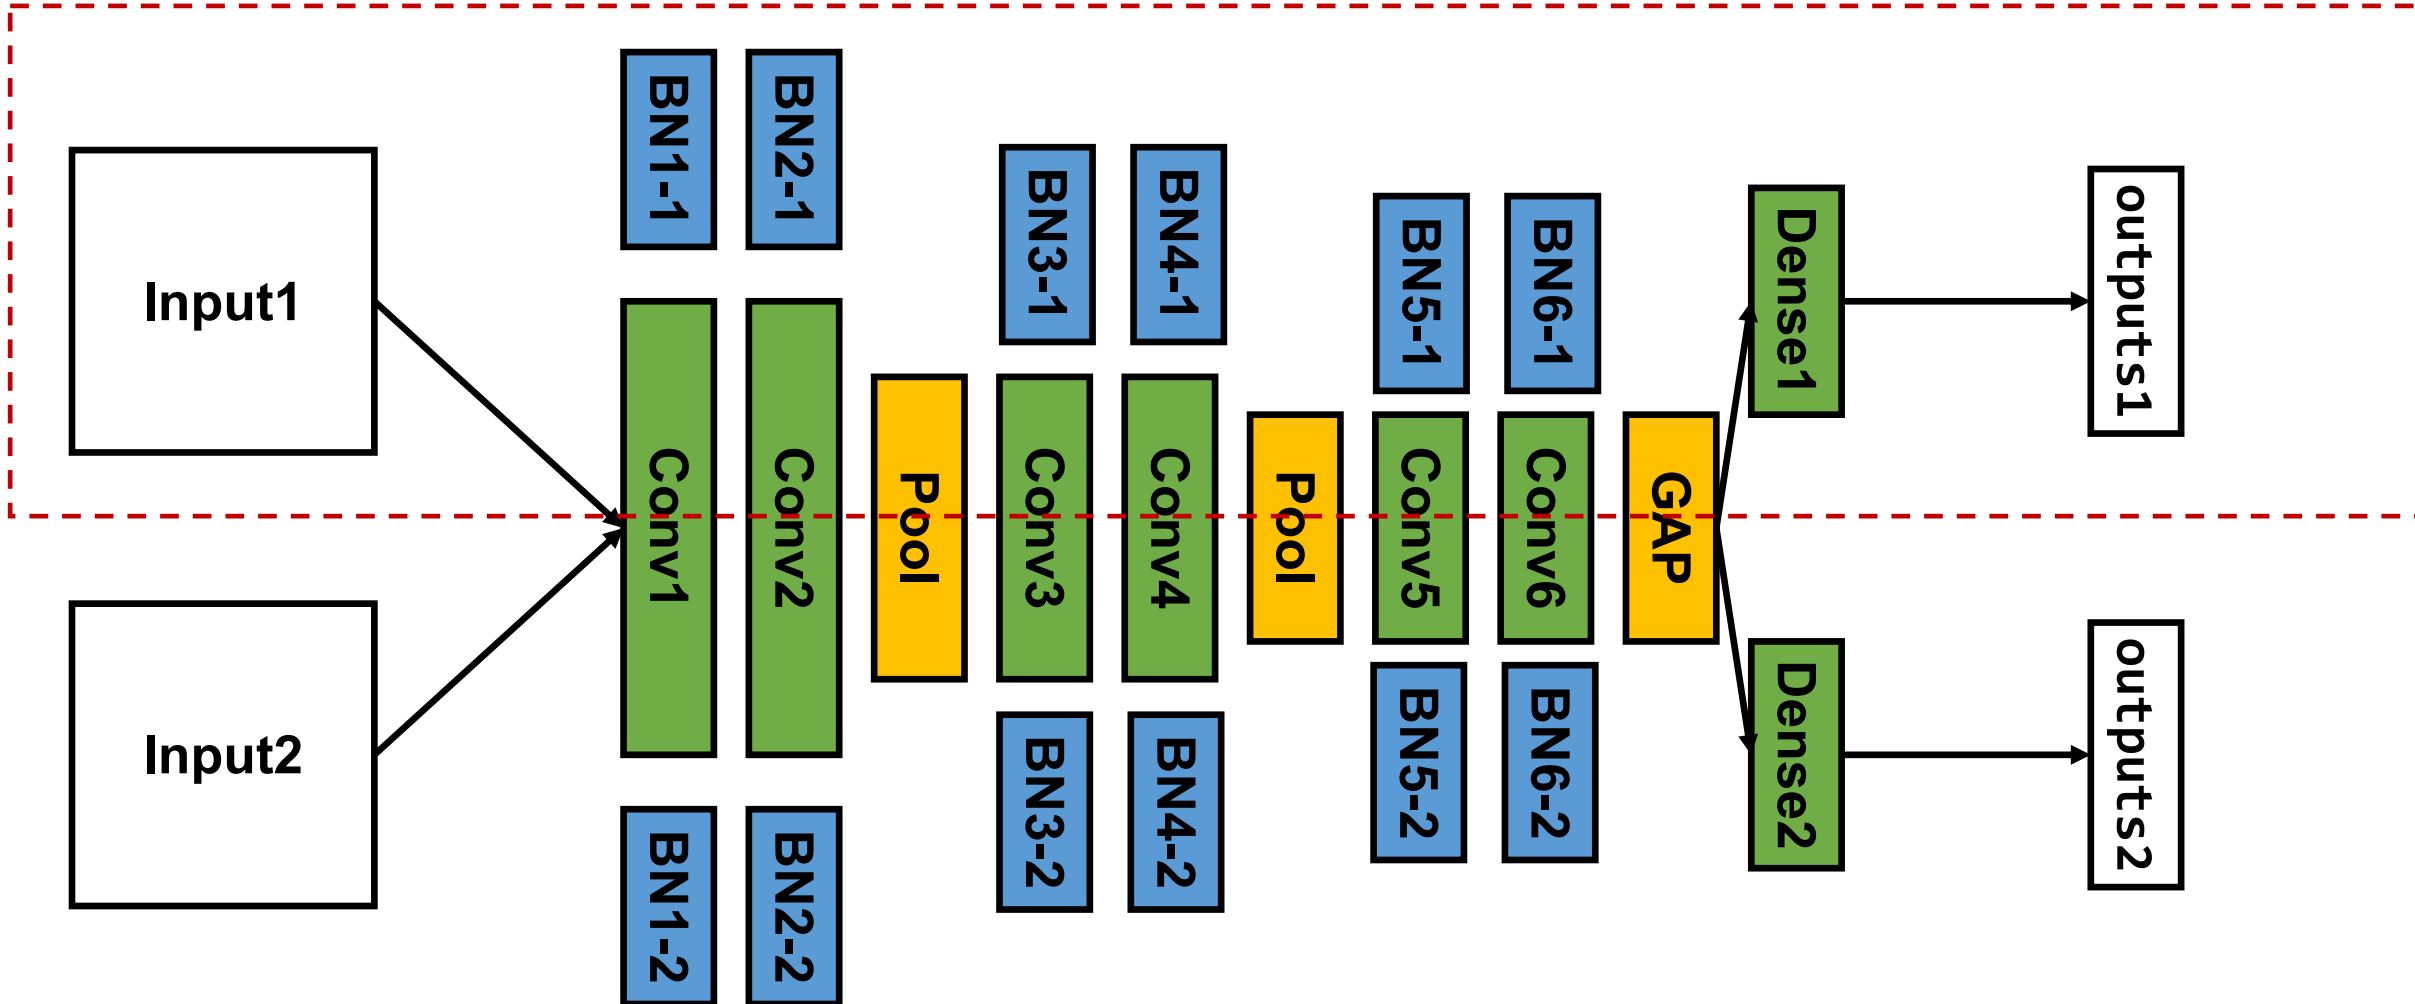 BN1-1
BN2-1
BN3-1
BN4-1
BN5-1
BN6-1
Input1
Dense1
outputs1
Conv1
Conv2
Pool
Conv3
Conv4
Pool
Conv5
Conv6
GAP
Input2
Dense2
outputs2
BN1-2
BN2-2
BN3-2
BN4-2
BN5-2
BN6-2